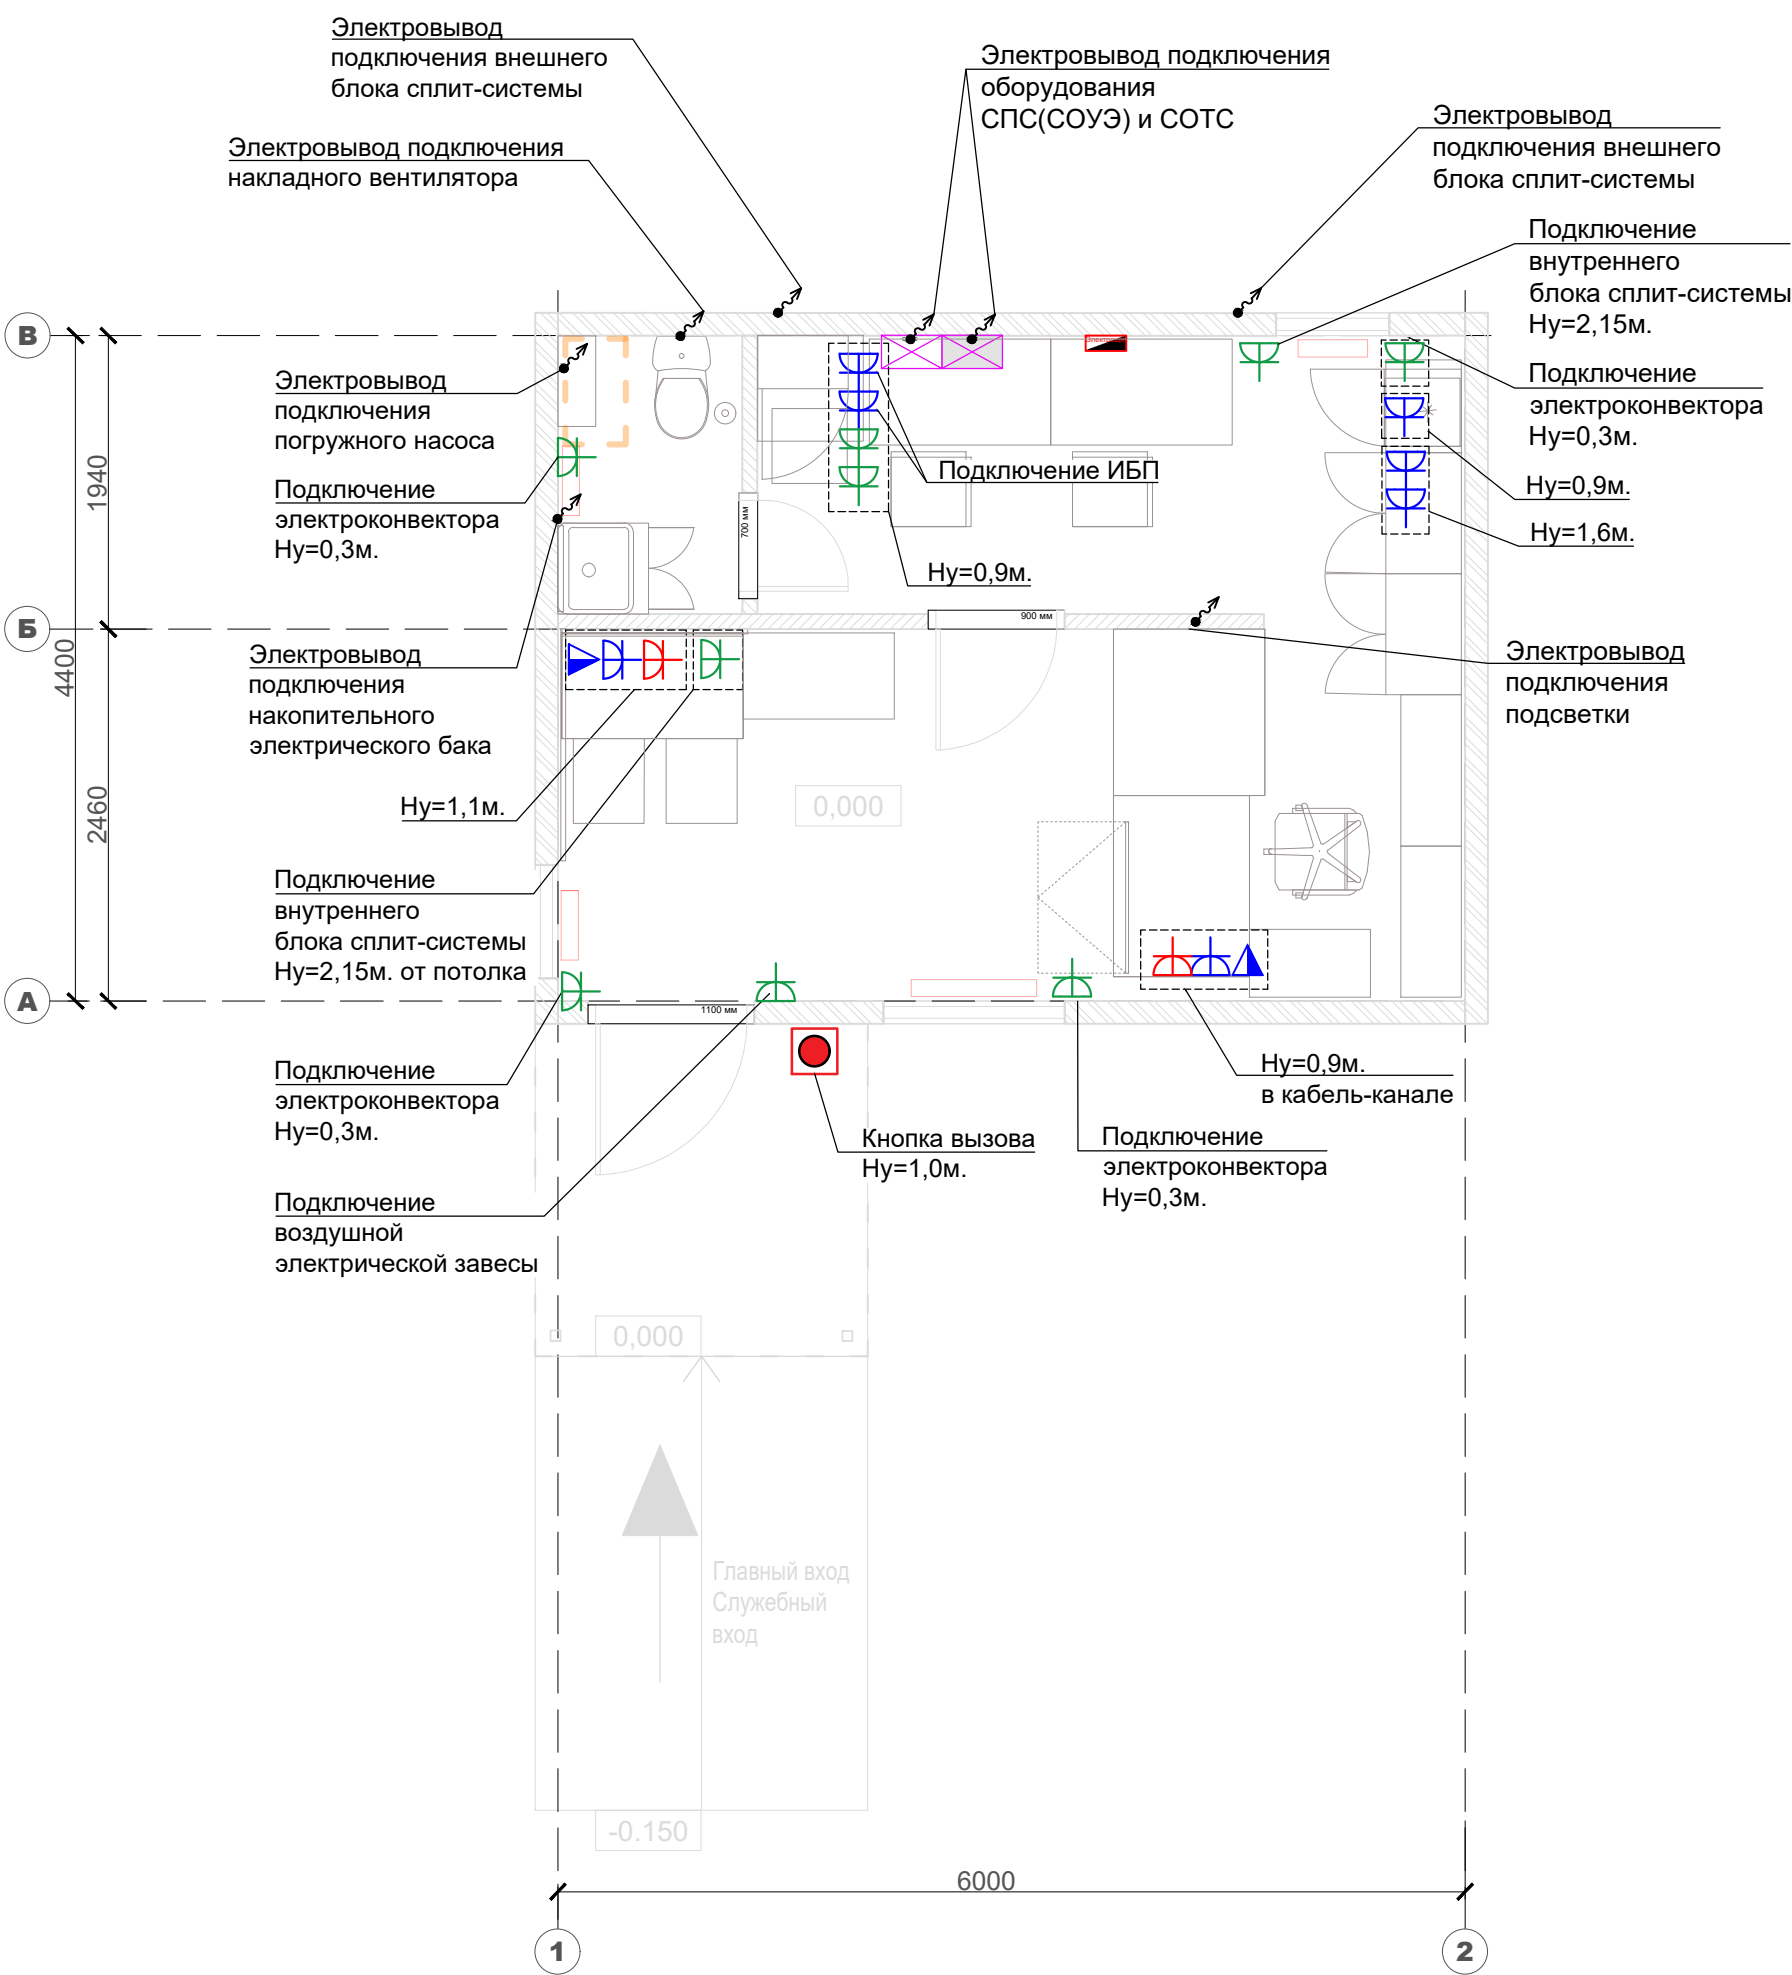 Электровывод
подключения внешнего
блока сплит-системы
Электровывод подключения
оборудования
СПС(СОУЭ) и СОТС
Электровывод
подключения внешнего
блока сплит-системы
Электровывод подключения
накладного вентилятора
Подключение
внутреннего
блока сплит-системы
Ну=2,15м.
В
Электровывод
подключения
погружного насоса
Подключение
электроконвектора
Ну=0,3м.
Подключение ИБП
Ну=0,9м.
Ну=1,6м.
1940
Подключение
электроконвектора
Ну=0,3м.
700 мм
Ну=0,9м.
900 мм
Б
4400
Электровывод
подключения
накопительного
электрического бака
Электровывод
подключения
подсветки
2460
Ну=1,1м.
0,000
Подключение
внутреннего
блока сплит-системы
Ну=2,15м. от потолка
А
1100 мм
Подключение
электроконвектора
Ну=0,3м.
Ну=0,9м.
в кабель-канале
Кнопка вызова
Ну=1,0м.
Подключение
электроконвектора
Ну=0,3м.
Подключение
воздушной
электрической завесы
0,000
Главный вход
Служебный
вход
-0.150
6000
1
2